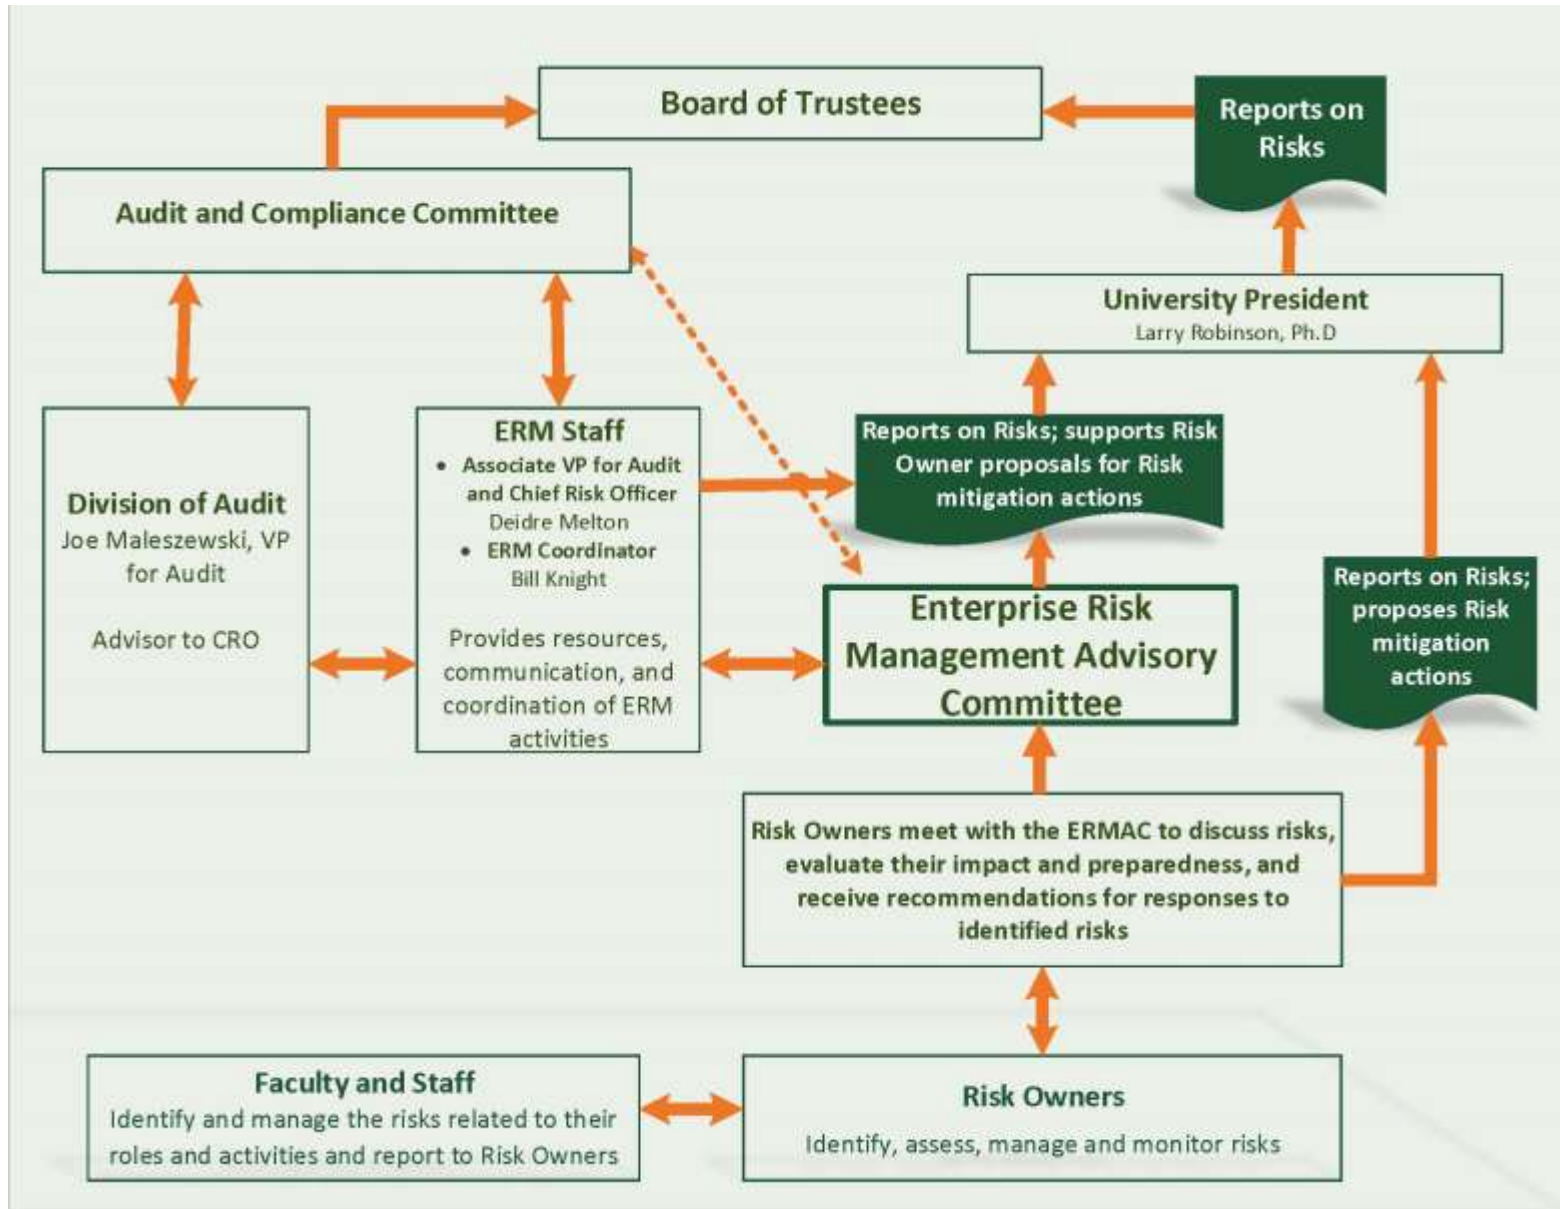 Board of Trustees
Reports on
Risks
Audit and Compliance Committee
University President
Larry Robinson, Ph.D
Division of Audit
Joe Maleszewski, VP
for Audit
Advisor to CRO
ERM Staff
• Associate VP for Audit
and Chief Risk Officer
Deidre Melton
• ERM Coordinator
Bill Knight
Provides resources,
communication, and
coordination of ERM
activities
Reports on Risks; supports Risk
Owner proposals for Risk
mitigation actions
Enterprise Risk
Management Advisory
Committee
Reports on Risks;
proposes Risk
mitigation
actions
Risk Owners meet with the ERMAC to discuss risks,
evaluate their impact and preparedness, and
receive recommendations for responses to
identified risks
Faculty and Staff
Identify and manage the risks related to their
roles and activities and report to Risk Owners
Risk Owners
Identify, assess, manage and monitor risks